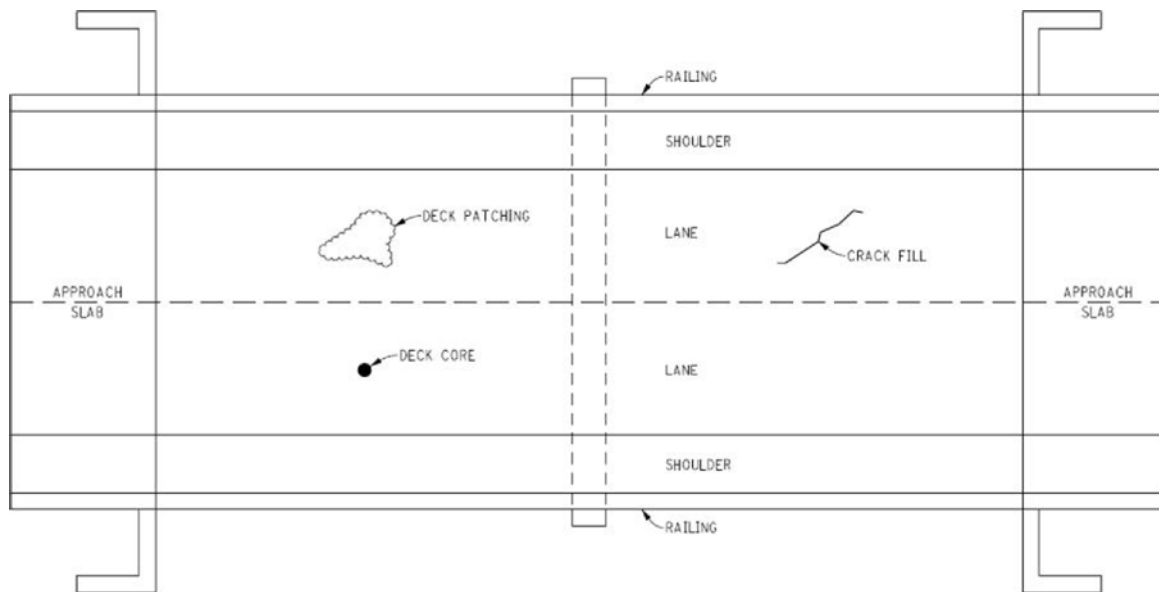 RAILING
SHOULDER
DECK PATCHING
LANE
CRACK FILL
APPROACH
SLAB
APPROACH
SLAB
DECK CORE
LANE
SHOULDER
RAILING